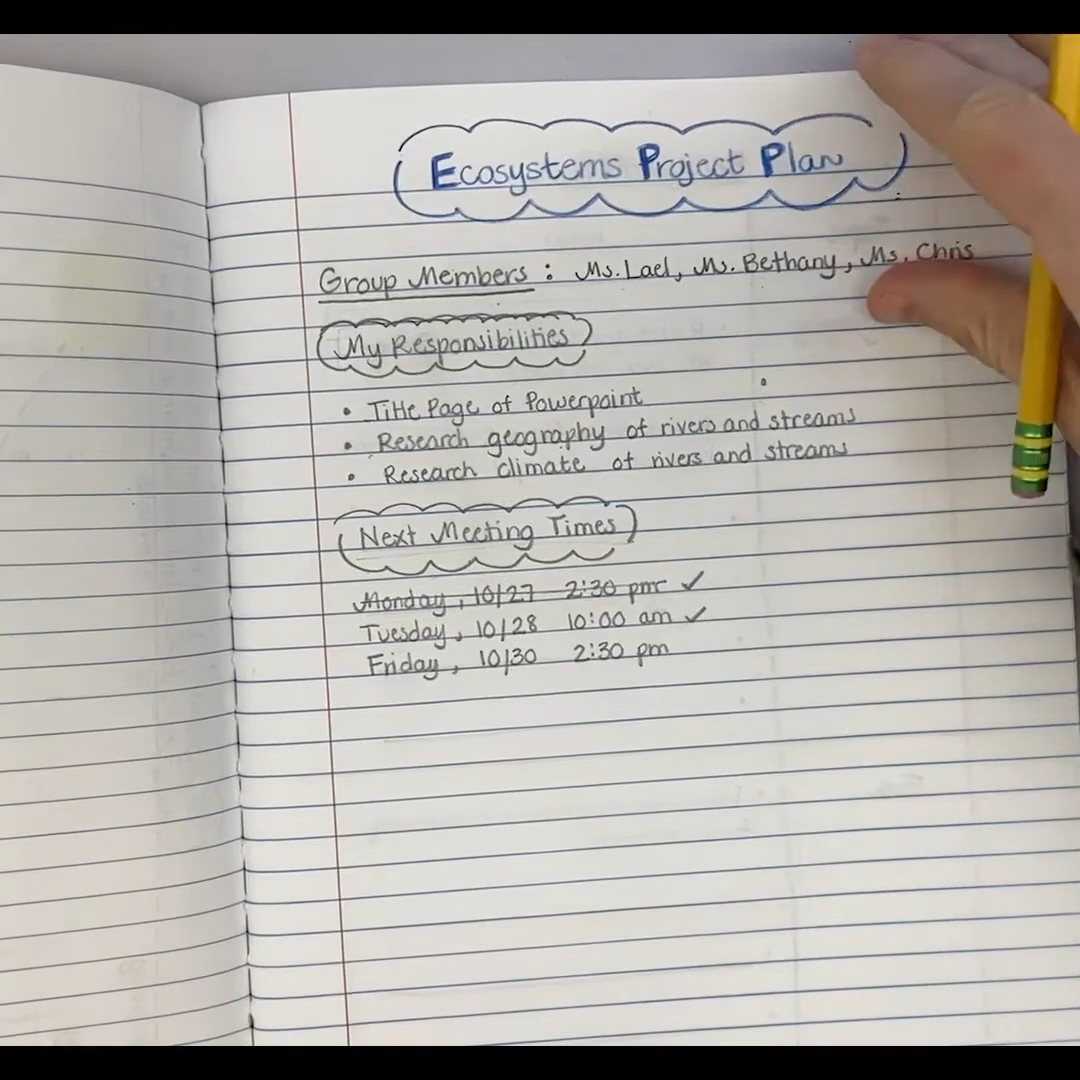 Ecosystems Project Plan
Group Members : Ms. Lael, Ms. Bethany, Ms. Chris
My Responsibilities
• Title Page of Powerpoint
• Research geography of rivers and streams
• Research climate of rivers and streams
Next Meeting Times
Monday, 10/27 2:30 pm ✓
Tuesday, 10/28 10:00 am ✓
Friday, 10/30 2:30 pm